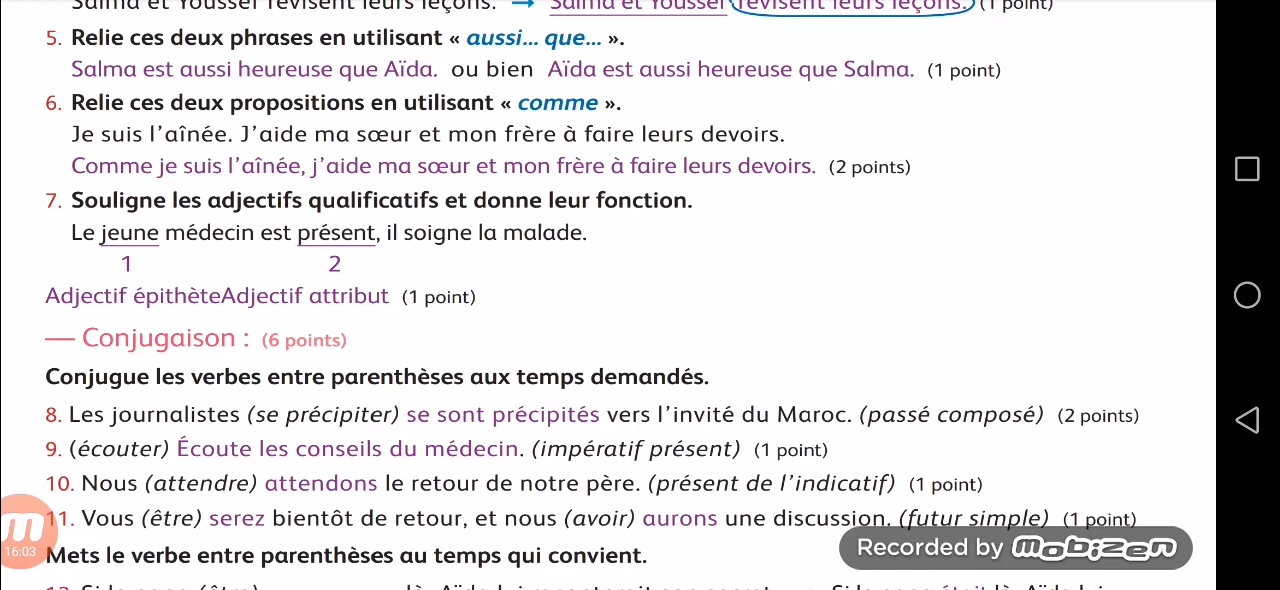 Salma et Youssef révisent leurs leçons. → Salma et Youssef révisent leurs leçons. (1 point)
5. Relie ces deux phrases en utilisant « aussi... que... ».
Salma est aussi heureuse que Aïda. ou bien Aïda est aussi heureuse que Salma. (1 point)
6. Relie ces deux propositions en utilisant « comme ».
Je suis l'aînée. J'aide ma sœur et mon frère à faire leurs devoirs.
Comme je suis l'aînée, j'aide ma sœur et mon frère à faire leurs devoirs. (2 points)
7. Souligne les adjectifs qualificatifs et donne leur fonction.
Le jeune médecin est présent, il soigne la malade.
1 2
Adjectif épithèteAdjectif attribut (1 point)
— Conjugaison : (6 points)
Conjugue les verbes entre parenthèses aux temps demandés.
8. Les journalistes (se précipiter) se sont précipités vers l'invité du Maroc. (passé composé) (2 points)
9. (écouter) Écoute les conseils du médecin. (impératif présent) (1 point)
10. Nous (attendre) attendons le retour de notre père. (présent de l'indicatif) (1 point)
11. Vous (être) serez bientôt de retour, et nous (avoir) aurons une discussion. (futur simple) (1 point)
16:03
Recorded by mobizen
Mets le verbe entre parenthèses au temps qui convient.